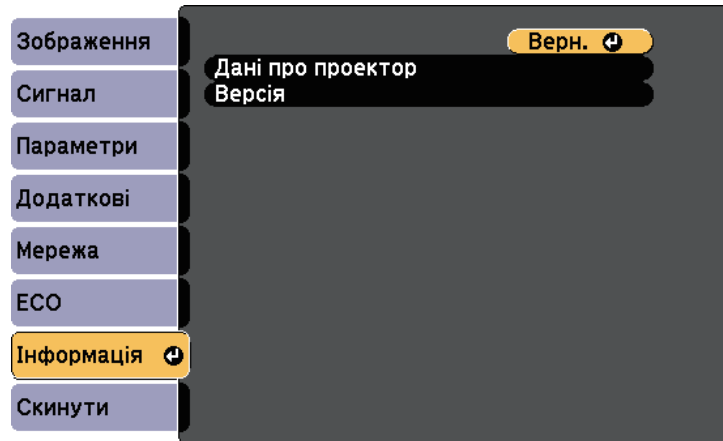 Зображення
Сигнал
Параметри
Додаткові
Мережа
ECO
Інформація
Скинути
Верн.
Дані про проектор
Версія